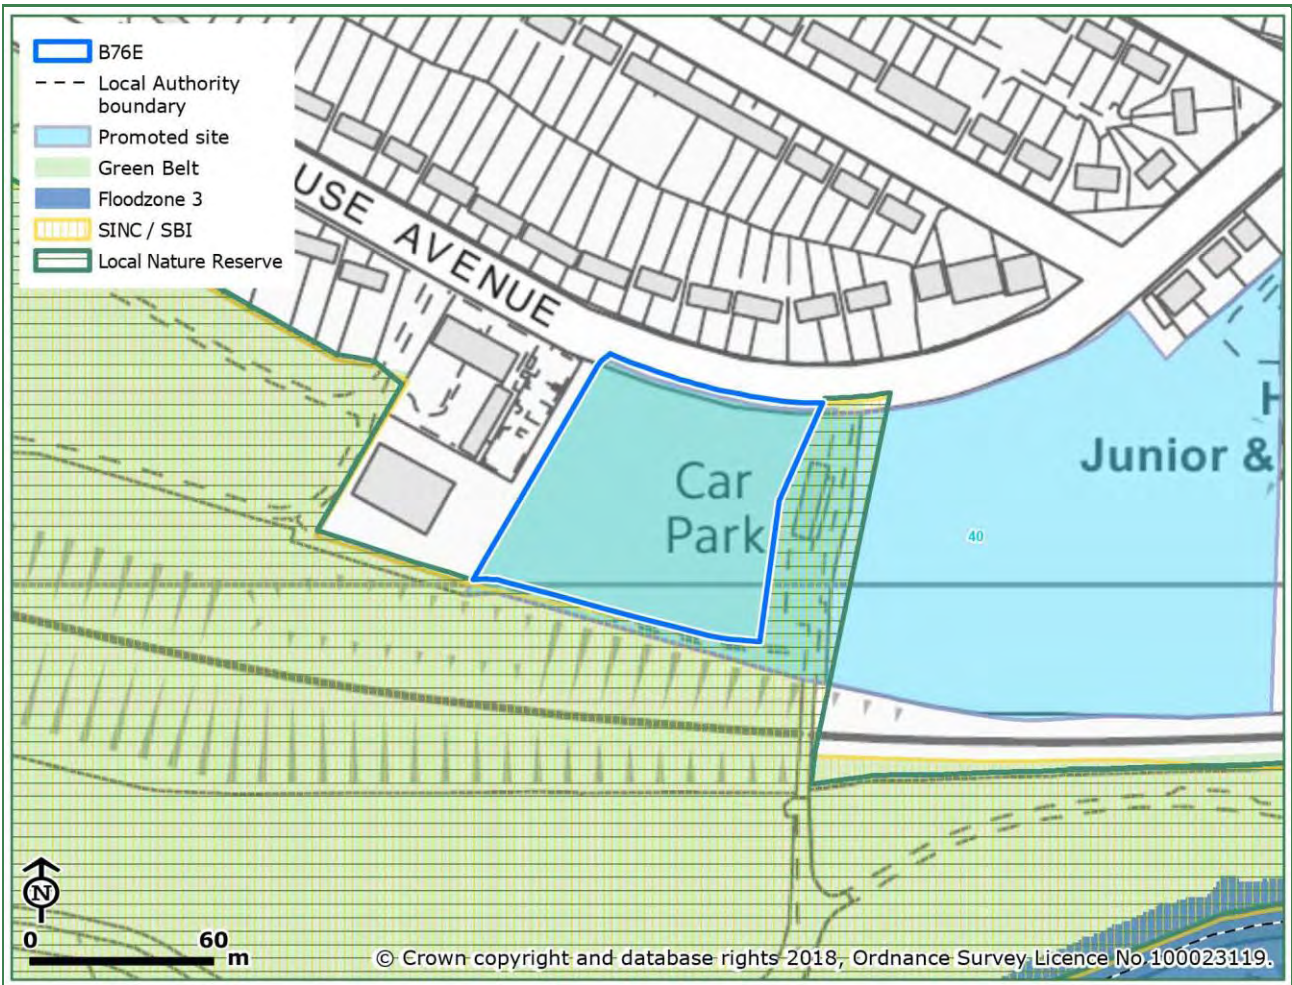 B76E
Local Authority
boundary
Promoted site
Green Belt
Floodzone 3
SINC / SBI
Local Nature Reserve
USE AVENUE
Car
Park
H
Junior &
40
N
0 60
m
© Crown copyright and database rights 2018, Ordnance Survey Licence No 100023119.